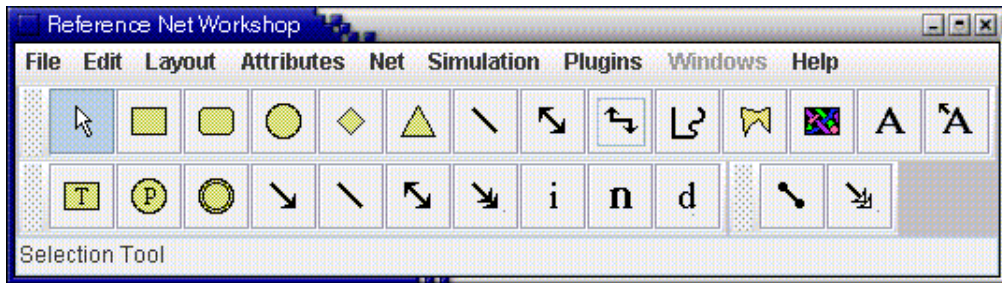 Reference Net Workshop
File Edit Layout Attributes Net Simulation Plugins Windows Help
A A
T P i n d
Selection Tool